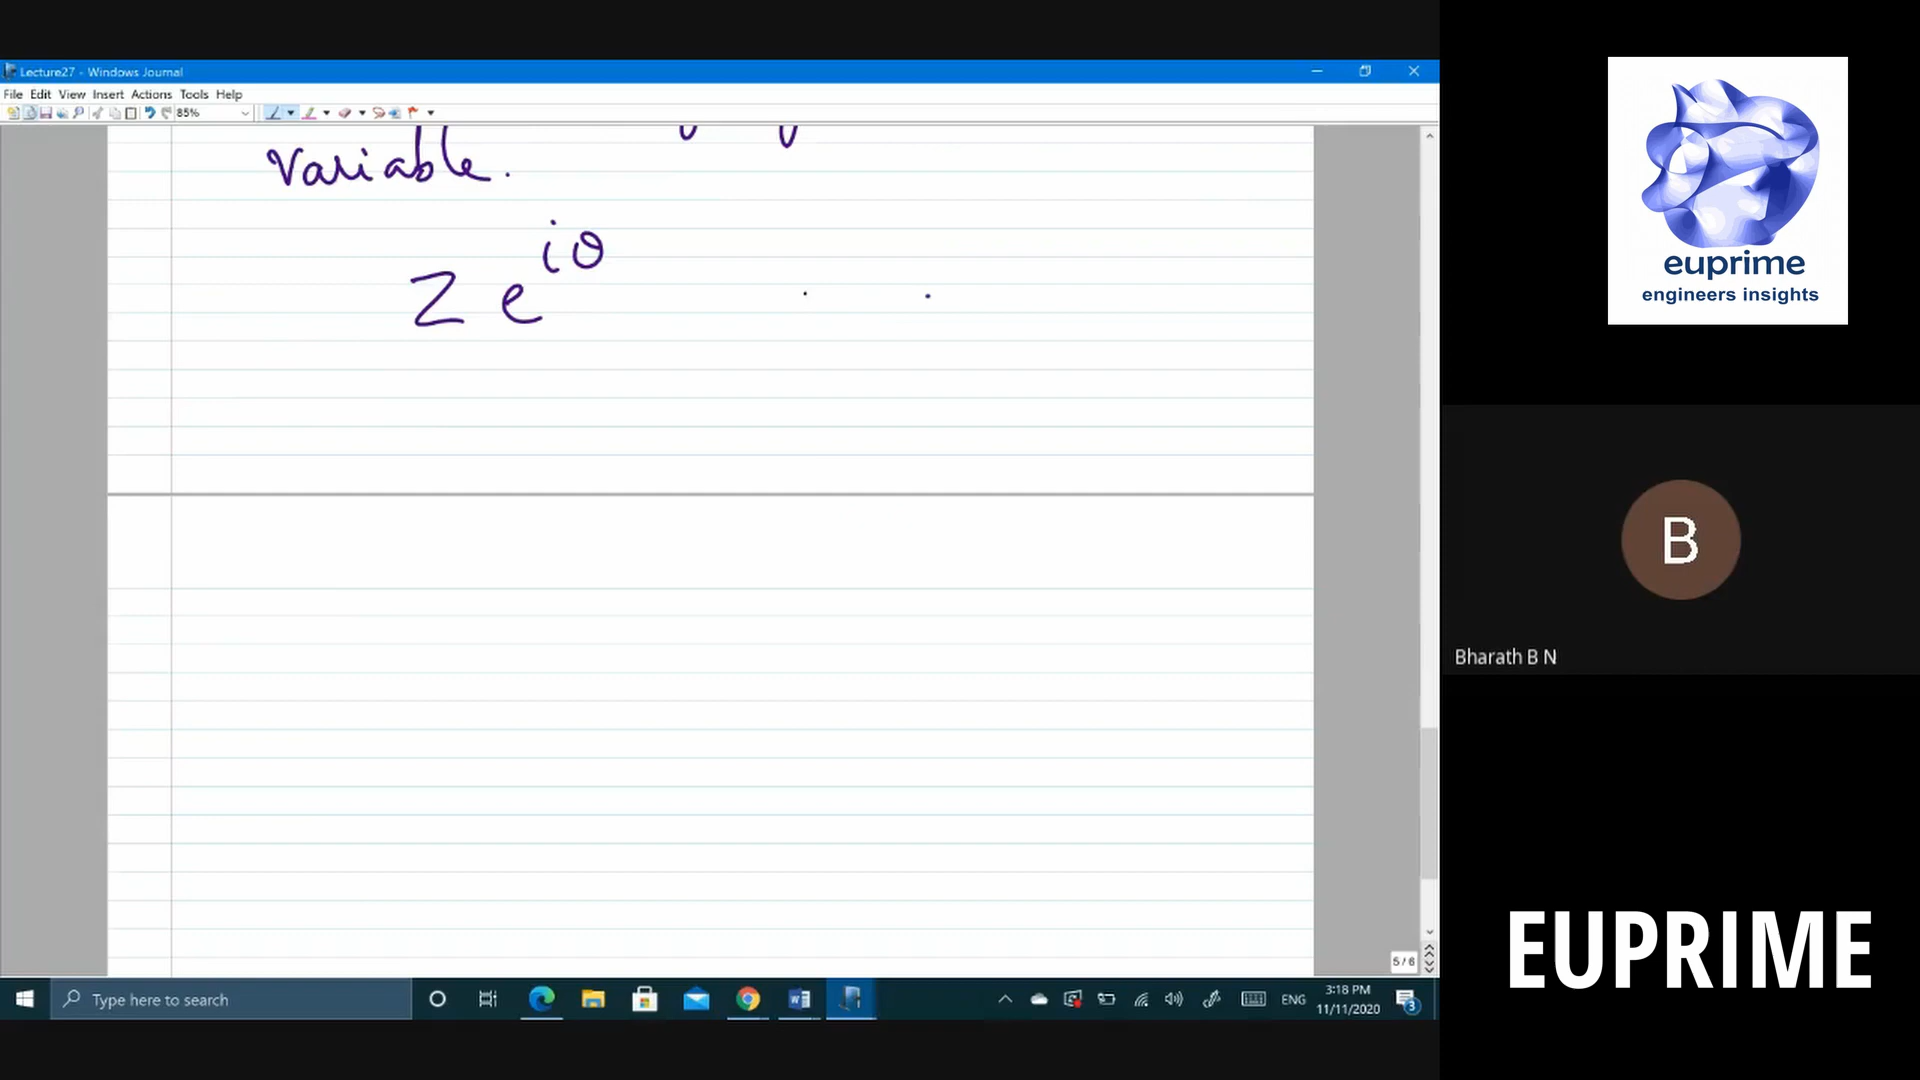 Lecture27 - Windows Journal
File Edit View Insert Actions Tools Help
85%
Variable.
Z e^{iθ}
5 / 6
Type here to search
ENG
3:18 PM
11/11/2020
3
euprime
engineers insights
B
Bharath B N
EUPRIME